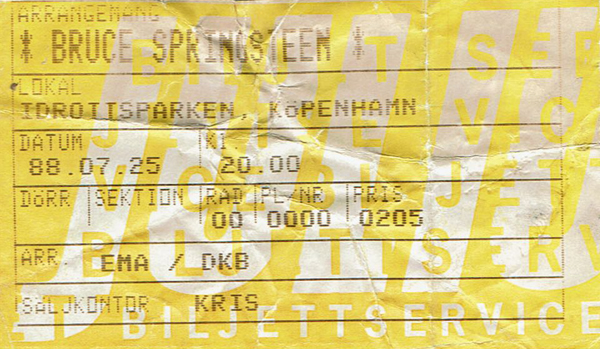 ARRANGEMANG
* BRUCE SPRINGSTEEN *
LOKAL
IDROTTSPARKEN, KöPENHAMN
DATUM Kl
88.07.25 20.00
DöRR SEKTION RAD PL/NR PRIS
00 0000 0205
ARR. EMA / DKB
SäLJKONTOR KRIS
BILJETTSERVICE